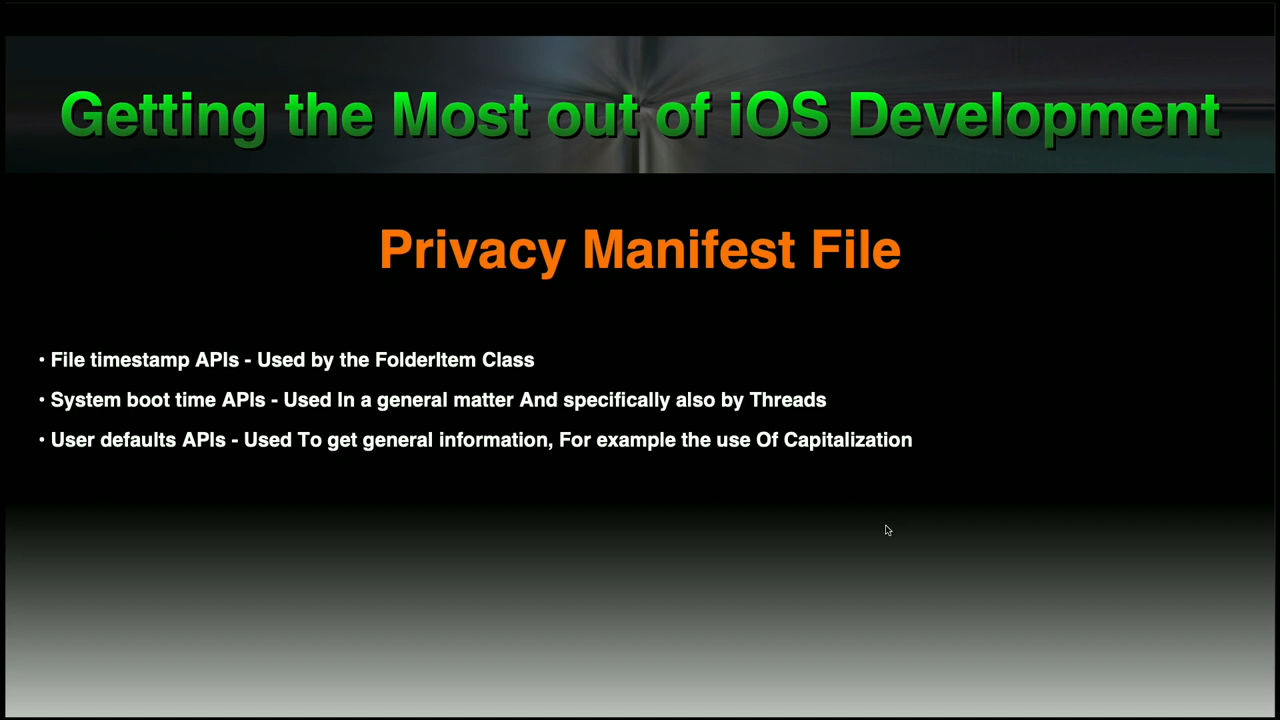 Getting the Most out of iOS Development
Privacy Manifest File
• File timestamp APIs - Used by the FolderItem Class
• System boot time APIs - Used In a general matter And specifically also by Threads
• User defaults APIs - Used To get general information, For example the use Of Capitalization